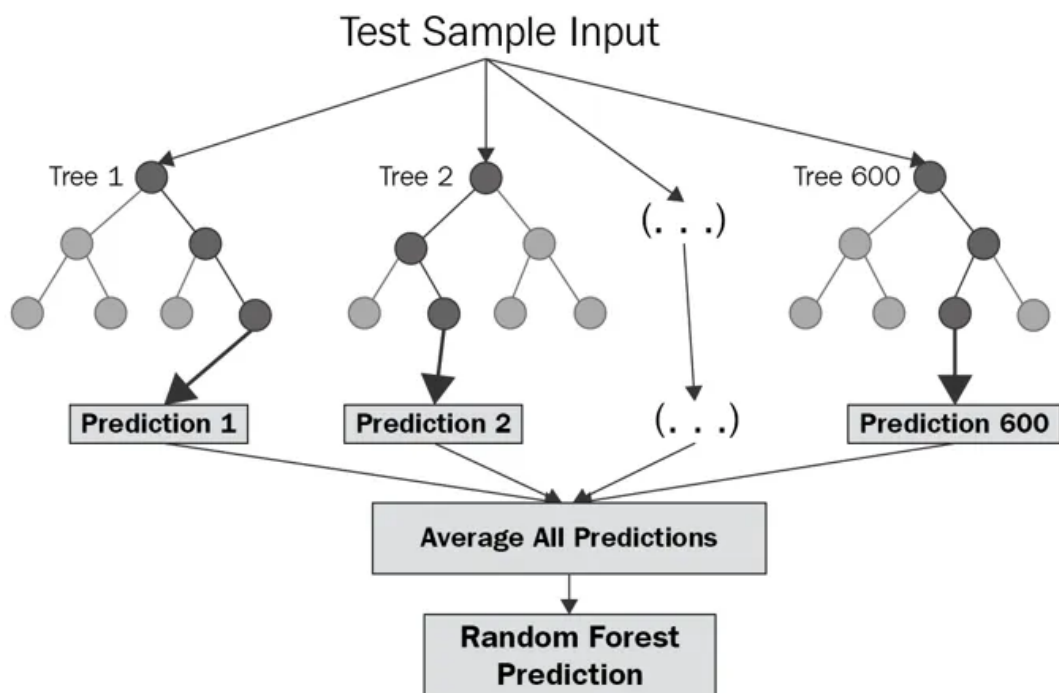 Test Sample Input
Tree 1
Tree 2
(. . .)
Tree 600
Prediction 1
Prediction 2
(. . .)
Prediction 600
Average All Predictions
Random Forest
Prediction